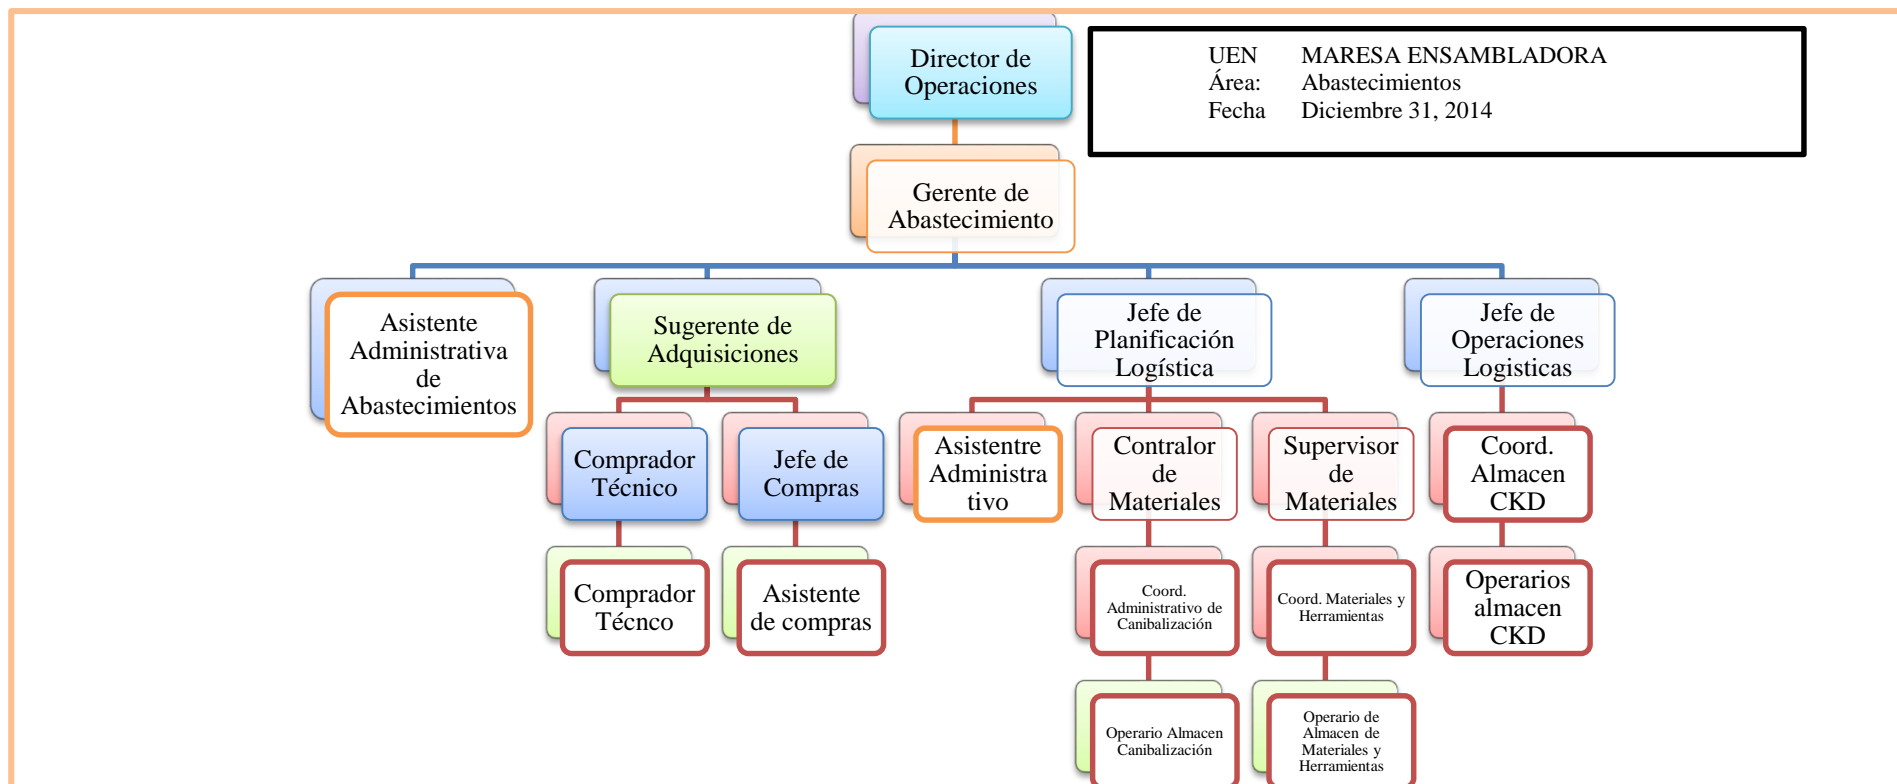 Director de
Operaciones
UEN MARESA ENSAMBLADORA
Área: Abastecimientos
Fecha Diciembre 31, 2014
Gerente de
Abastecimiento
Asistente
Administrativa
de
Abastecimientos
Sugerente de
Adquisiciones
Jefe de
Planificación
Logística
Jefe de
Operaciones
Logisticas
Comprador
Técnico
Jefe de
Compras
Asistentre
Administra
tivo
Contralor
de
Materiales
Supervisor
de
Materiales
Coord.
Almacen
CKD
Comprador
Técnco
Asistente
de compras
Coord.
Administrativo de
Canibalización
Coord. Materiales y
Herramientas
Operarios
almacen
CKD
Operario Almacen
Canibalización
Operario de
Almacen de
Materiales y
Herramientas